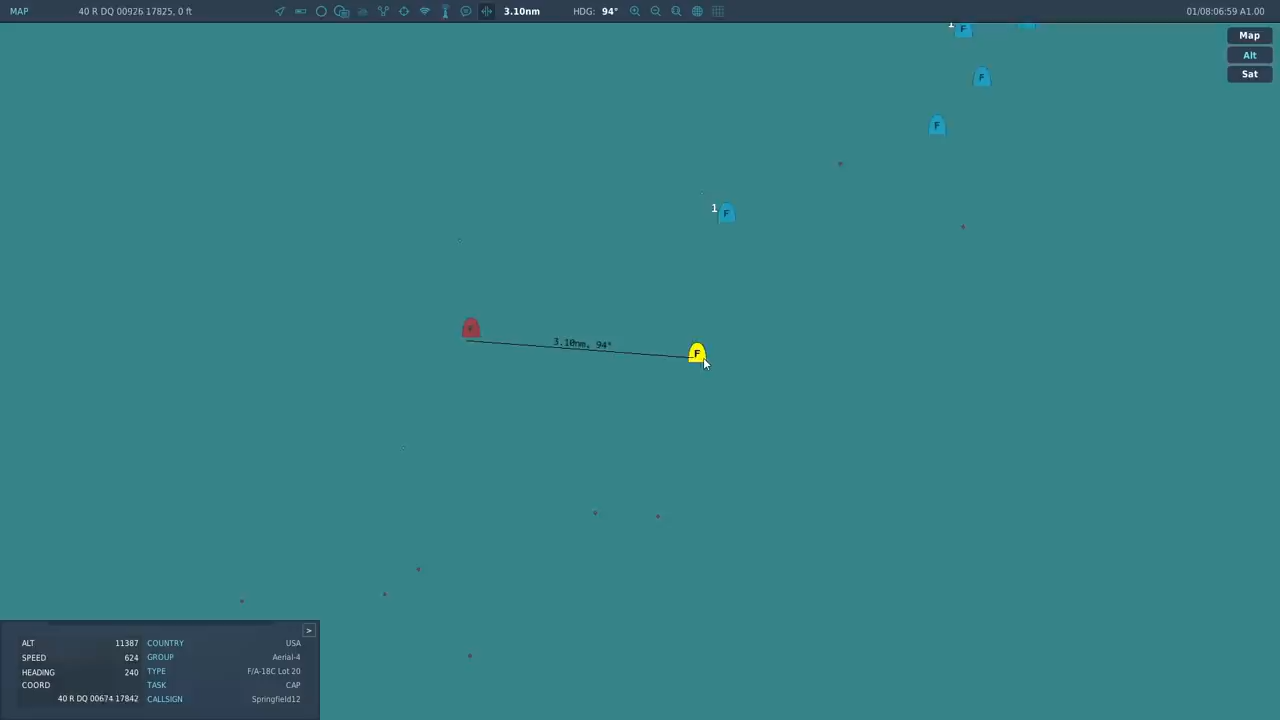 MAP 40 R DQ 00926 17825, 0 ft 3.10nm HDG: 94° 01/08:06:59 A1.00
Map
Alt
Sat
1 F
F
F
1 F
F
3.10nm, 94°
F
>
ALT 11387 COUNTRY USA
SPEED 624 GROUP Aerial-4
HEADING 240 TYPE F/A-18C Lot 20
COORD TASK CAP
40 R DQ 00674 17842 CALLSIGN Springfield12